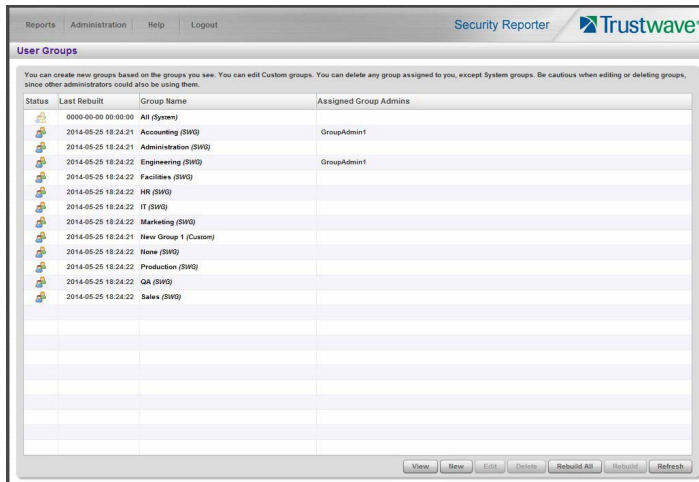 Reports Administration Help Logout Security Reporter Trustwave®
User Groups
You can create new groups based on the groups you see. You can edit Custom groups. You can delete any group assigned to you, except System groups. Be cautious when editing or deleting groups,
since other administrators could also be using them.
Status Last Rebuilt Group Name Assigned Group Admins
0000-00-00 00:00:00 All (System)
2014-05-25 18:24:21 Accounting (SWG) GroupAdmin1
2014-05-25 18:24:21 Administration (SWG)
2014-05-25 18:24:22 Engineering (SWG) GroupAdmin1
2014-05-25 18:24:22 Facilities (SWG)
2014-05-25 18:24:22 HR (SWG)
2014-05-25 18:24:22 IT (SWG)
2014-05-25 18:24:22 Marketing (SWG)
2014-05-25 18:24:21 New Group 1 (Custom)
2014-05-25 18:24:22 None (SWG)
2014-05-25 18:24:22 Production (SWG)
2014-05-25 18:24:22 QA (SWG)
2014-05-25 18:24:22 Sales (SWG)
View New Edit Delete Rebuild All Rebuild Refresh